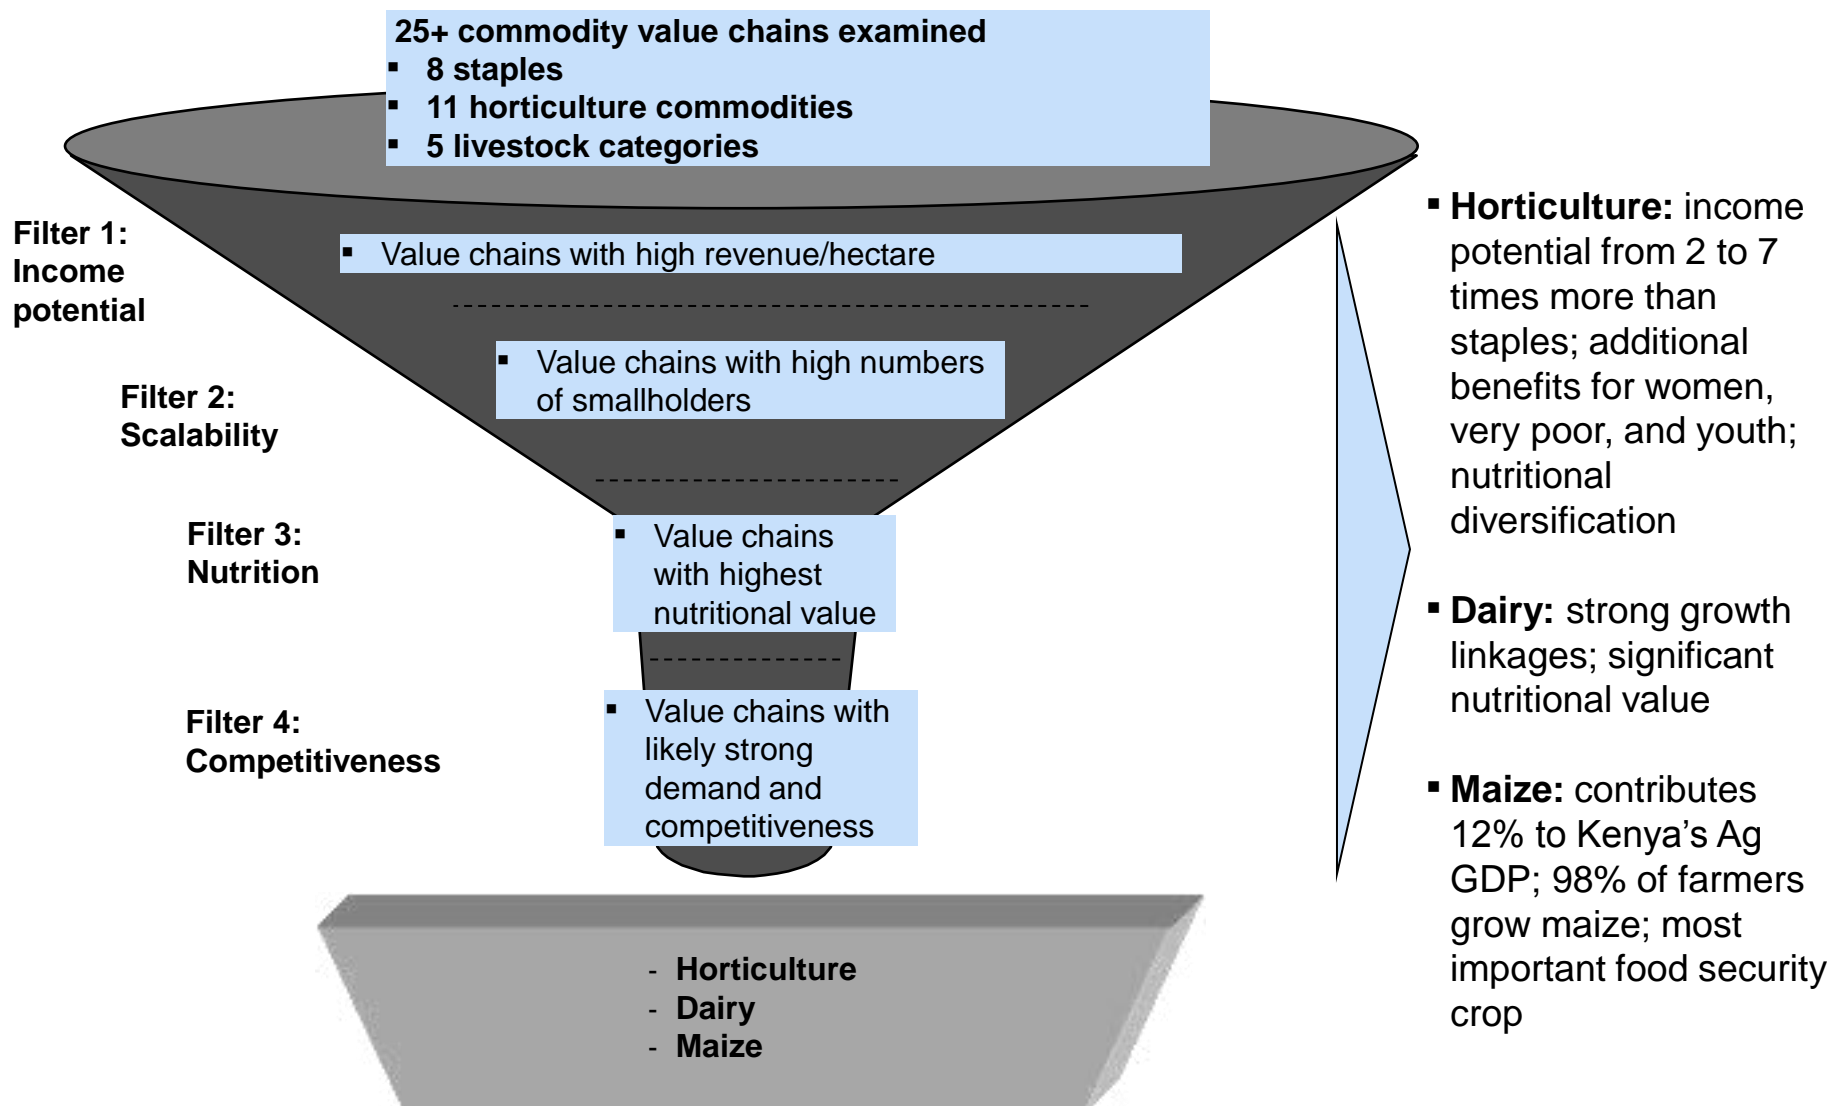 25+ commodity value chains examined
▪ 8 staples
▪ 11 horticulture commodities
▪ 5 livestock categories
Filter 1:
Income
potential
▪ Value chains with high revenue/hectare
Filter 2:
Scalability
▪ Value chains with high numbers
of smallholders
Filter 3:
Nutrition
▪ Value chains
with highest
nutritional value
Filter 4:
Competitiveness
▪ Value chains with
likely strong
demand and
competitiveness
- Horticulture
- Dairy
- Maize
▪ Horticulture: income
potential from 2 to 7
times more than
staples; additional
benefits for women,
very poor, and youth;
nutritional
diversification
▪ Dairy: strong growth
linkages; significant
nutritional value
▪ Maize: contributes
12% to Kenya’s Ag
GDP; 98% of farmers
grow maize; most
important food security
crop